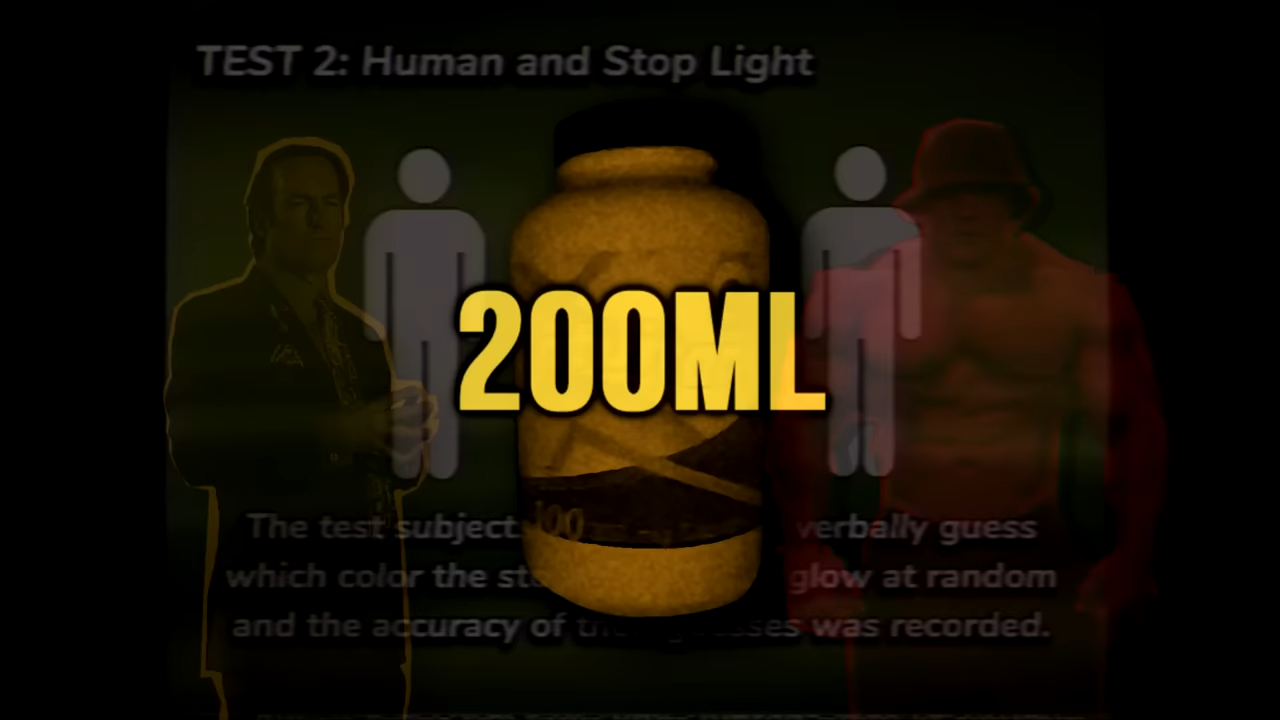 TEST 2: Human and Stop Light
200ML
100
The test subject verbally guess
which color the glow at random
and the accuracy of was recorded.